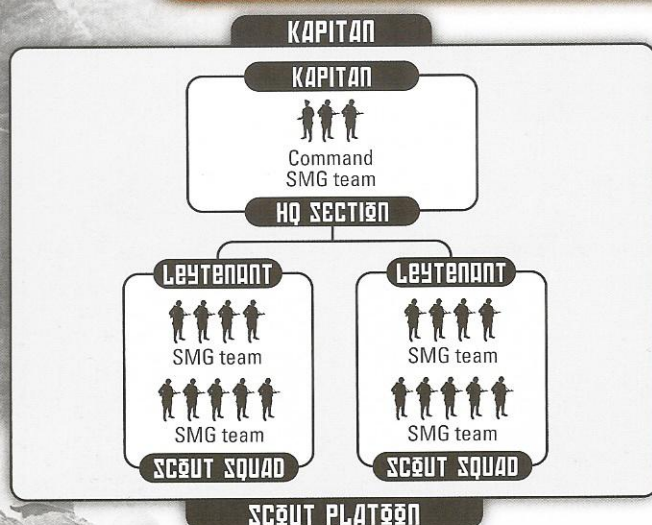 KAPITAN
KAPITAN
Command
SMG team
HQ SECTION
LEYTENANT
SMG team
SMG team
SCOUT SQUAD
LEYTENANT
SMG team
SMG team
SCOUT SQUAD
SCOUT PLATOON